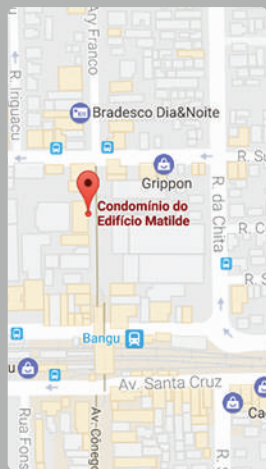 Ary Franco
R. Iriguaçu
Bradesco Dia&Noite
R. Su
Grippon
Condomínio do
Edifício Matilde
R. da Chita
R. C
R. S
Bangu
u
Av. Santa Cruz
Ca
Rua Fons
Av. Cônego
R. S